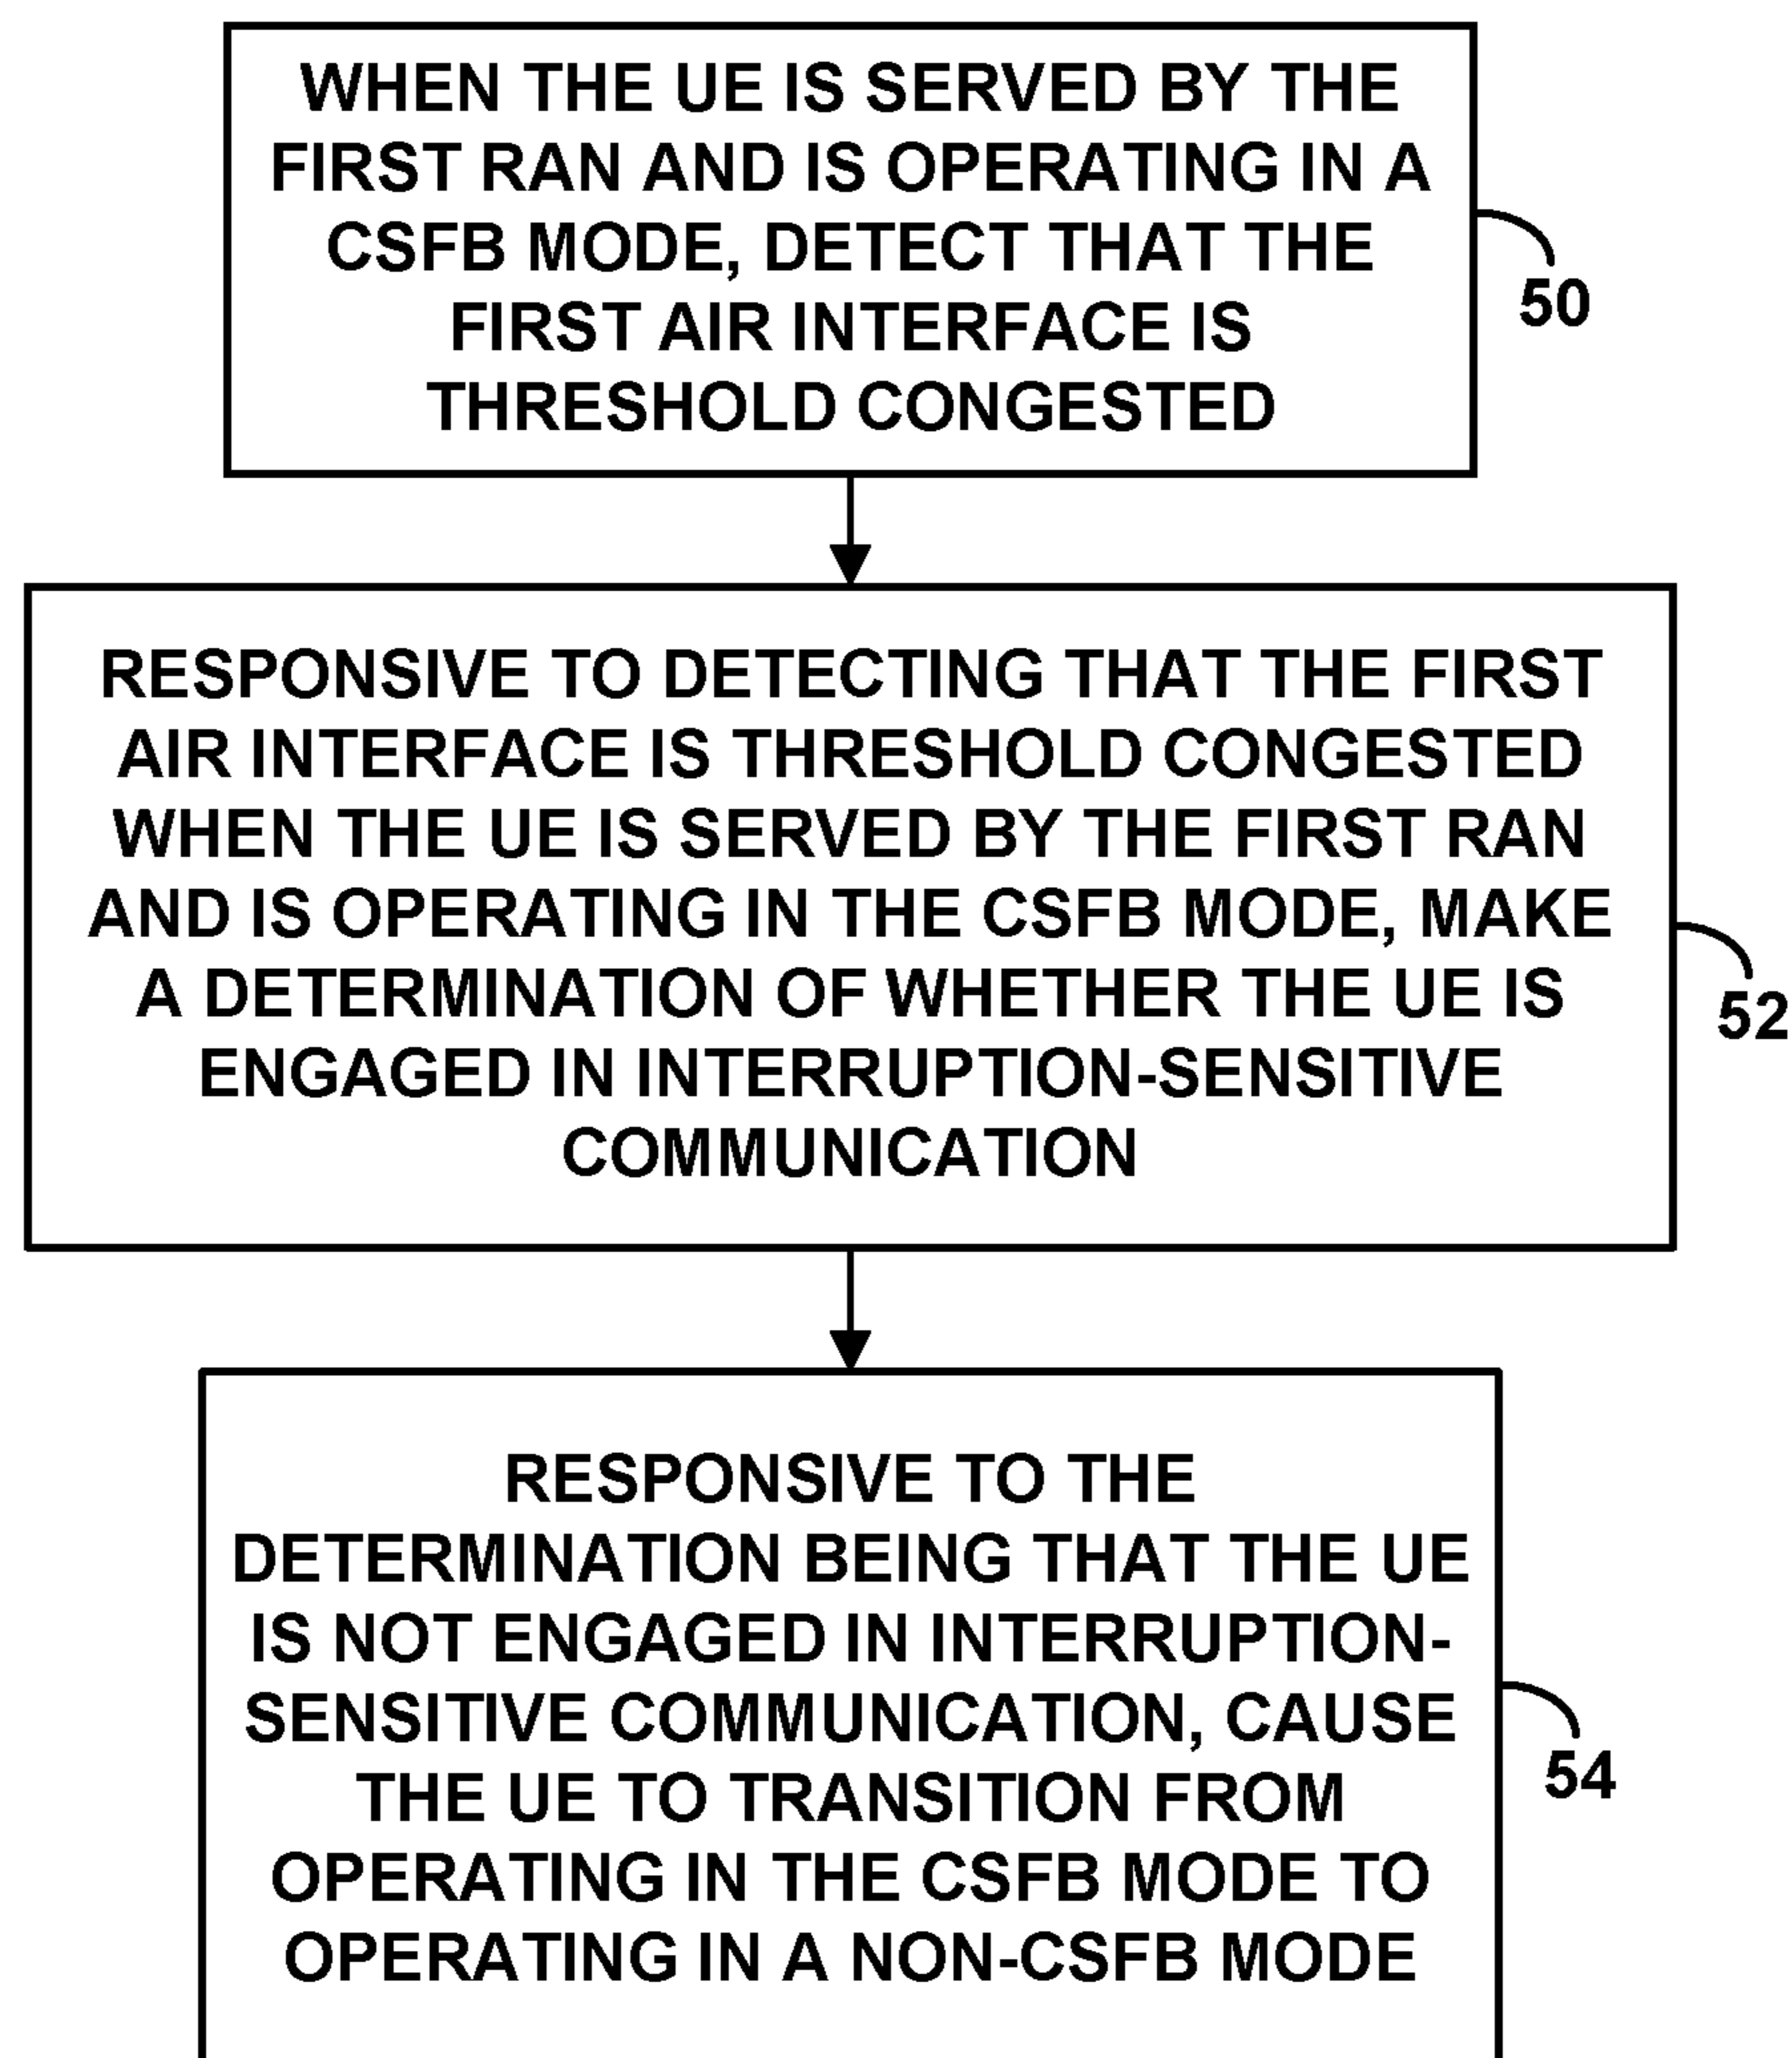 WHEN THE UE IS SERVED BY THE
FIRST RAN AND IS OPERATING IN A
CSFB MODE, DETECT THAT THE
FIRST AIR INTERFACE IS
THRESHOLD CONGESTED
50
RESPONSIVE TO DETECTING THAT THE FIRST
AIR INTERFACE IS THRESHOLD CONGESTED
WHEN THE UE IS SERVED BY THE FIRST RAN
AND IS OPERATING IN THE CSFB MODE, MAKE
A DETERMINATION OF WHETHER THE UE IS
ENGAGED IN INTERRUPTION-SENSITIVE
COMMUNICATION
52
RESPONSIVE TO THE
DETERMINATION BEING THAT THE UE
IS NOT ENGAGED IN INTERRUPTION-
SENSITIVE COMMUNICATION, CAUSE
THE UE TO TRANSITION FROM
OPERATING IN THE CSFB MODE TO
OPERATING IN A NON-CSFB MODE
54